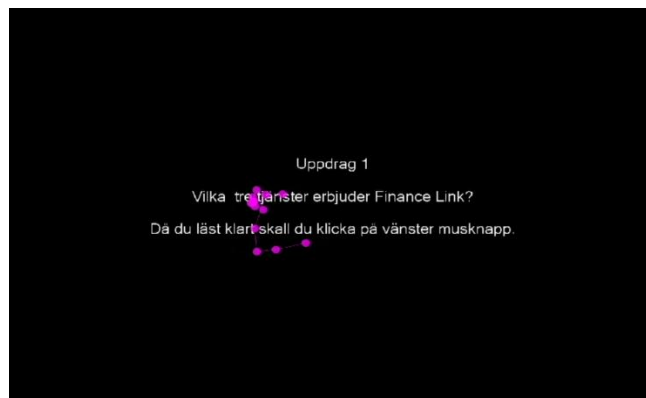 Uppdrag 1
Vilka tre tjänster erbjuder Finance Link?
Då du läst klart skall du klicka på vänster musknapp.